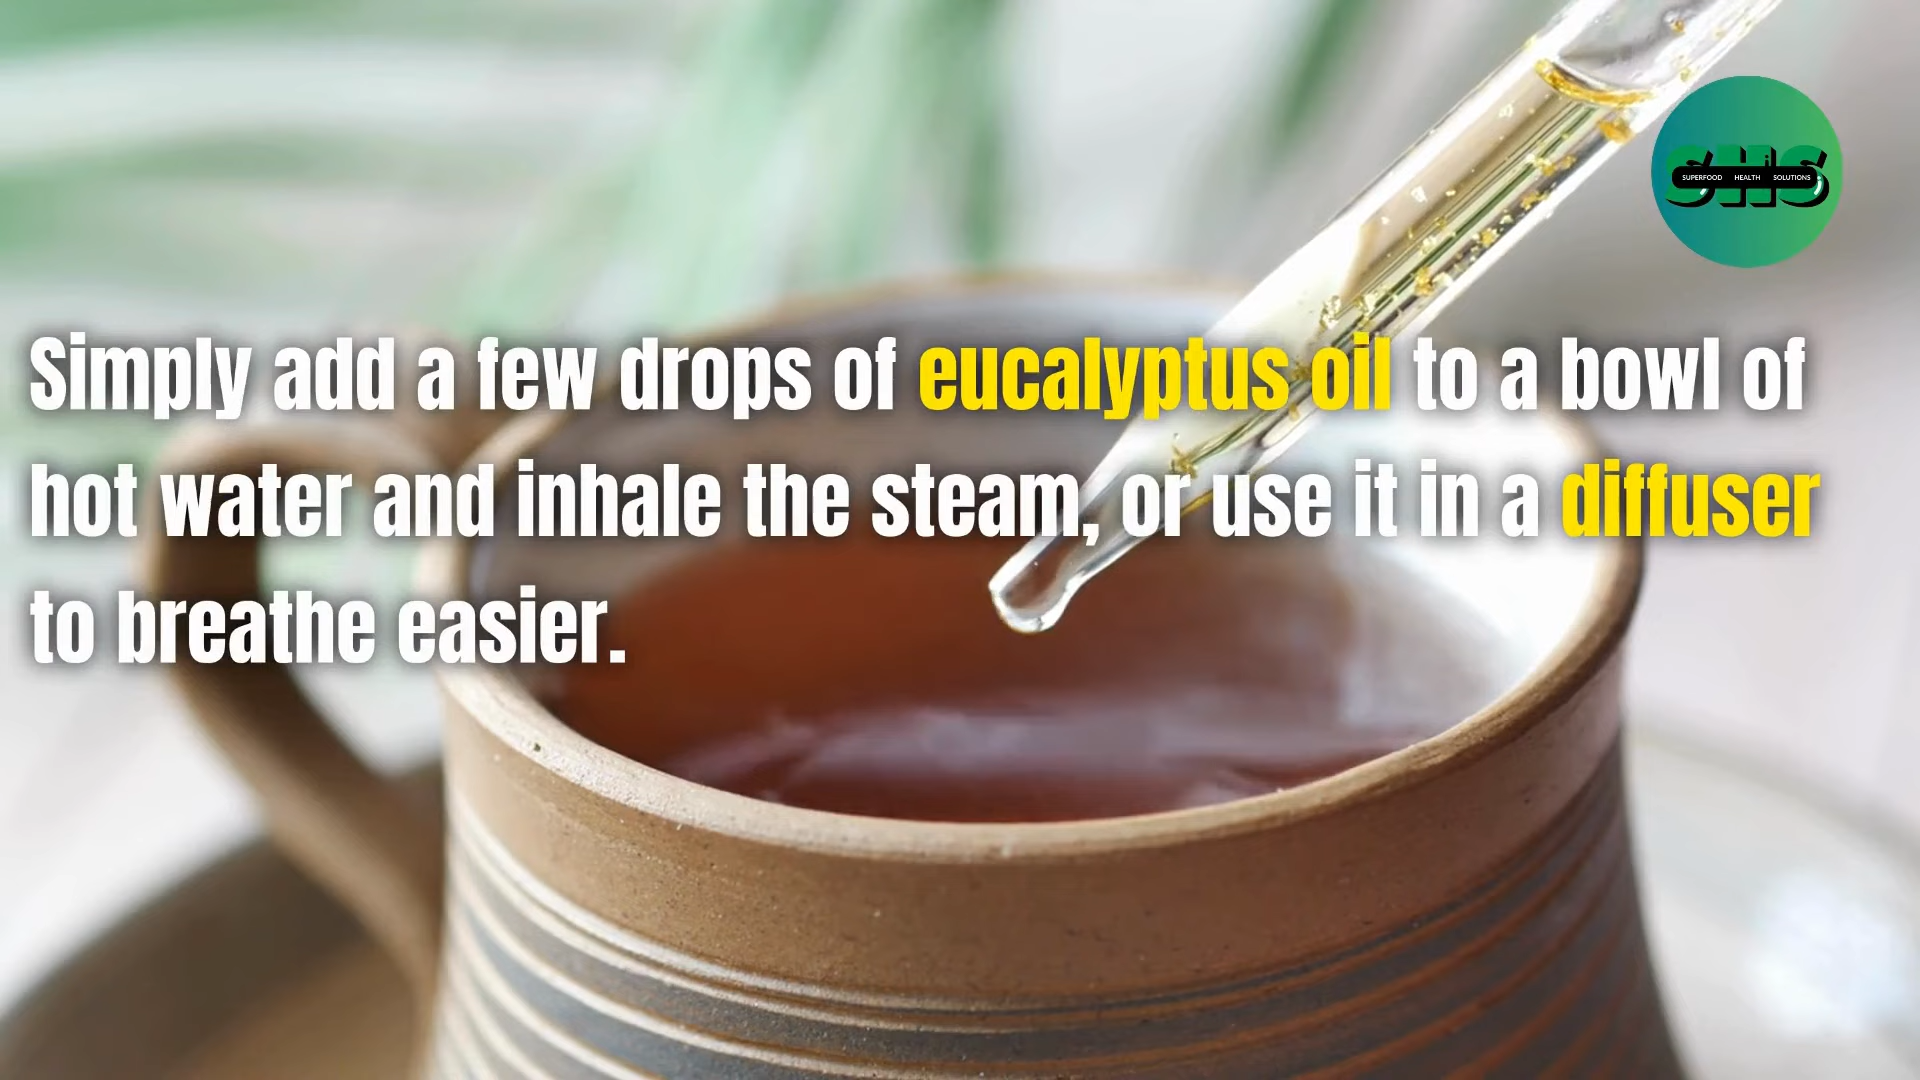 SHS
SUPERFOOD HEALTH SOLUTIONS
Simply add a few drops of eucalyptus oil to a bowl of
hot water and inhale the steam, or use it in a diffuser
to breathe easier.